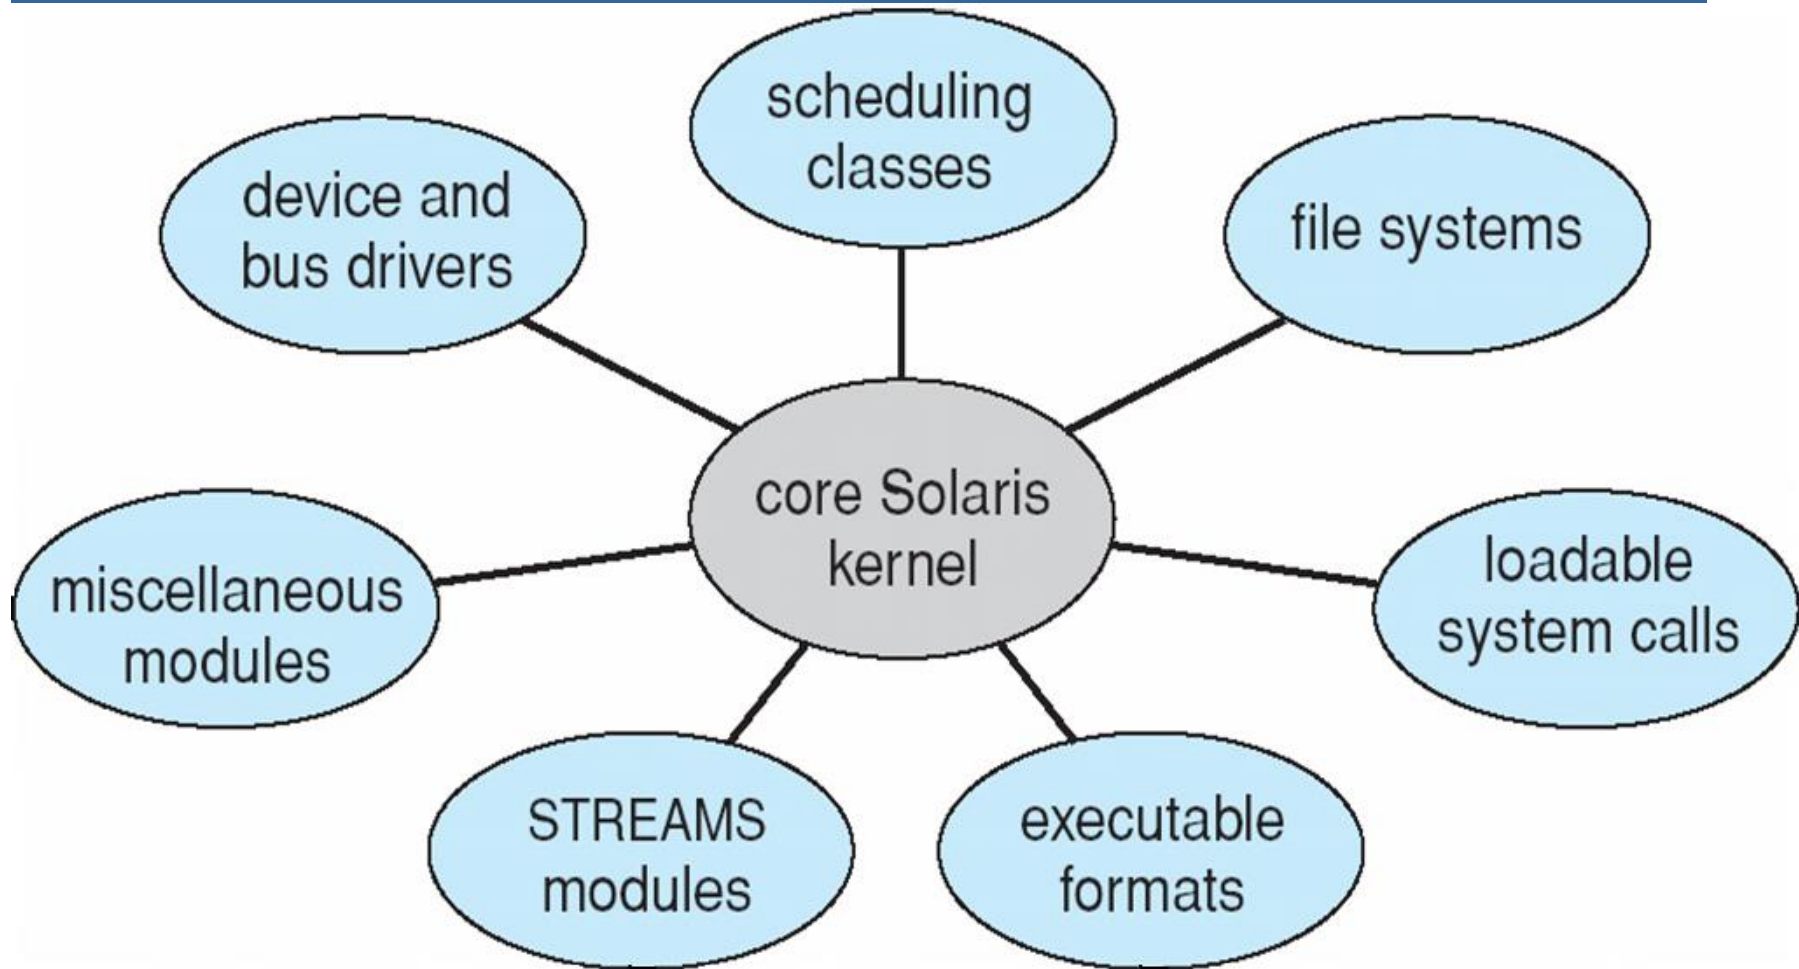 scheduling
classes
device and
bus drivers
file systems
core Solaris
kernel
loadable
system calls
miscellaneous
modules
STREAMS
modules
executable
formats